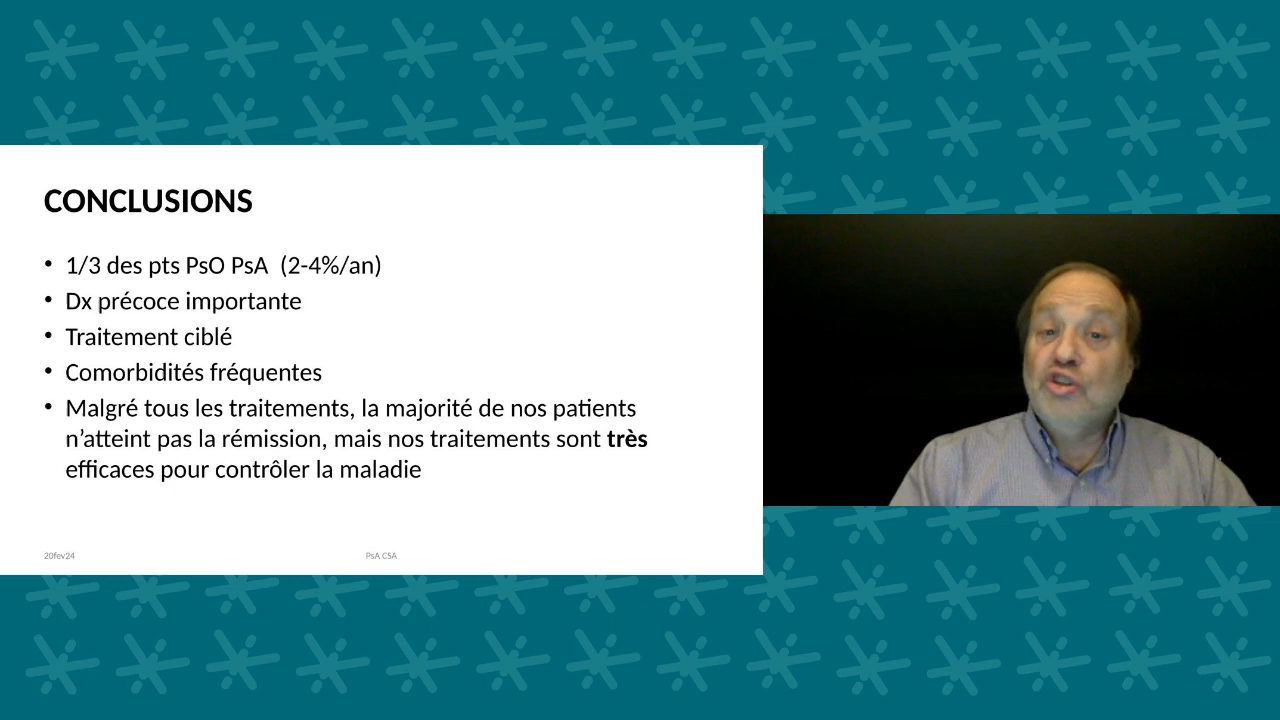 CONCLUSIONS
• 1/3 des pts PsO PsA (2-4%/an)
• Dx précoce importante
• Traitement ciblé
• Comorbidités fréquentes
• Malgré tous les traitements, la majorité de nos patients
n’atteint pas la rémission, mais nos traitements sont très
efficaces pour contrôler la maladie
20fev24
PsA CSA